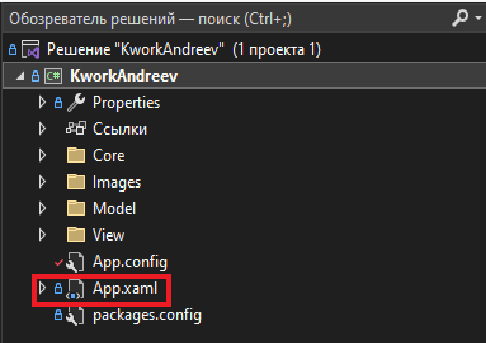 Обозреватель решений — поиск (Ctrl+;)
Решение "KworkAndreev" (1 проекта 1)
C# KworkAndreev
Properties
Ссылки
Core
Images
Model
View
App.config
App.xaml
packages.config